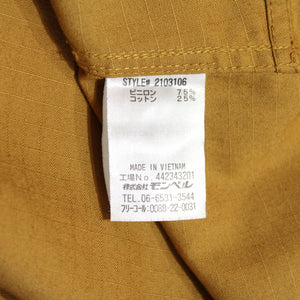 STYLE# 2103106
ビニロン 75%
コットン 25%
MADE IN VIETNAM
工場No. 442343201
株式会社モンベル
TEL.06-6531-3544
フリーコール:0088-22-0031